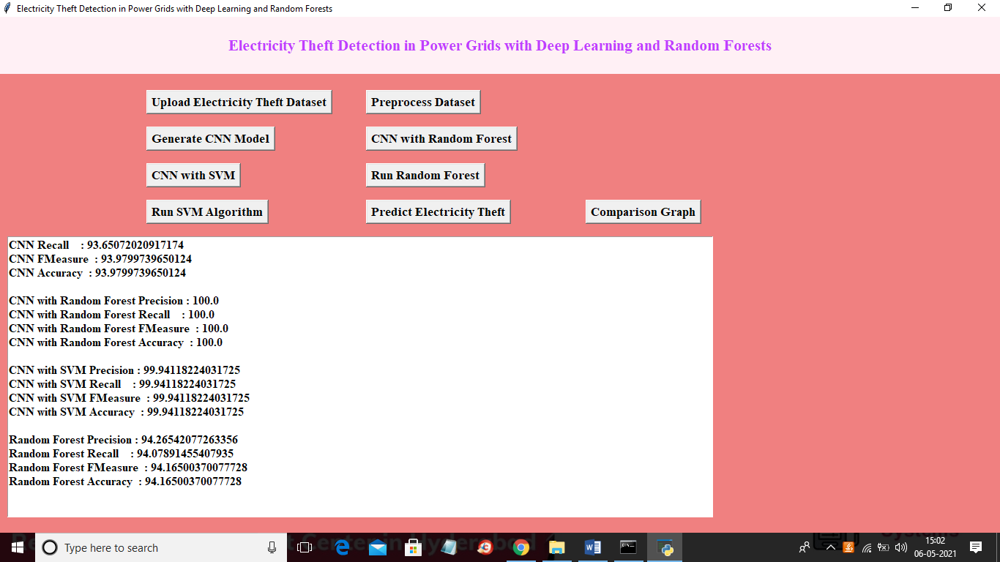 Electricity Theft Detection in Power Grids with Deep Learning and Random Forests
Electricity Theft Detection in Power Grids with Deep Learning and Random Forests
Upload Electricity Theft Dataset
Preprocess Dataset
Generate CNN Model
CNN with Random Forest
CNN with SVM
Run Random Forest
Run SVM Algorithm
Predict Electricity Theft
Comparison Graph
CNN Recall : 93.65072020917174
CNN FMeasure : 93.9799739650124
CNN Accuracy : 93.9799739650124
CNN with Random Forest Precision : 100.0
CNN with Random Forest Recall : 100.0
CNN with Random Forest FMeasure : 100.0
CNN with Random Forest Accuracy : 100.0
CNN with SVM Precision : 99.94118224031725
CNN with SVM Recall : 99.94118224031725
CNN with SVM FMeasure : 99.94118224031725
CNN with SVM Accuracy : 99.94118224031725
Random Forest Precision : 94.26542077263356
Random Forest Recall : 94.07891455407935
Random Forest FMeasure : 94.16500370077728
Random Forest Accuracy : 94.16500370077728
Type here to search
15:02
06-05-2021